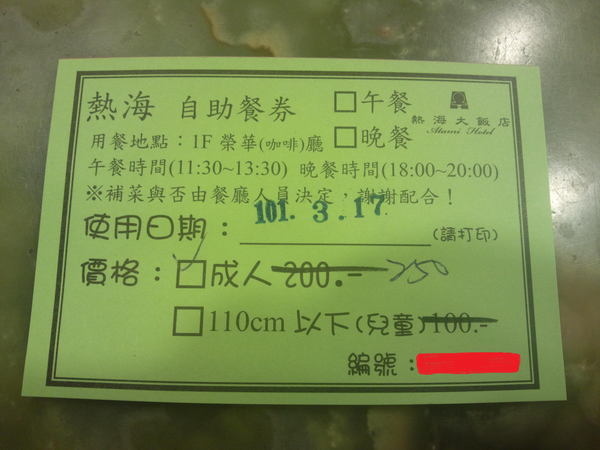 熱海 自助餐券 □午餐
熱海大飯店
Atami Hotel
用餐地點：1F 榮華(咖啡)廳 □晚餐
午餐時間(11:30~13:30) 晚餐時間(18:00~20:00)
※補菜與否由餐廳人員決定，謝謝配合！
使用日期：101.3.17 (請打印)
價格：□成人 200.- 250
□110cm 以下(兒童)100.-
編號：